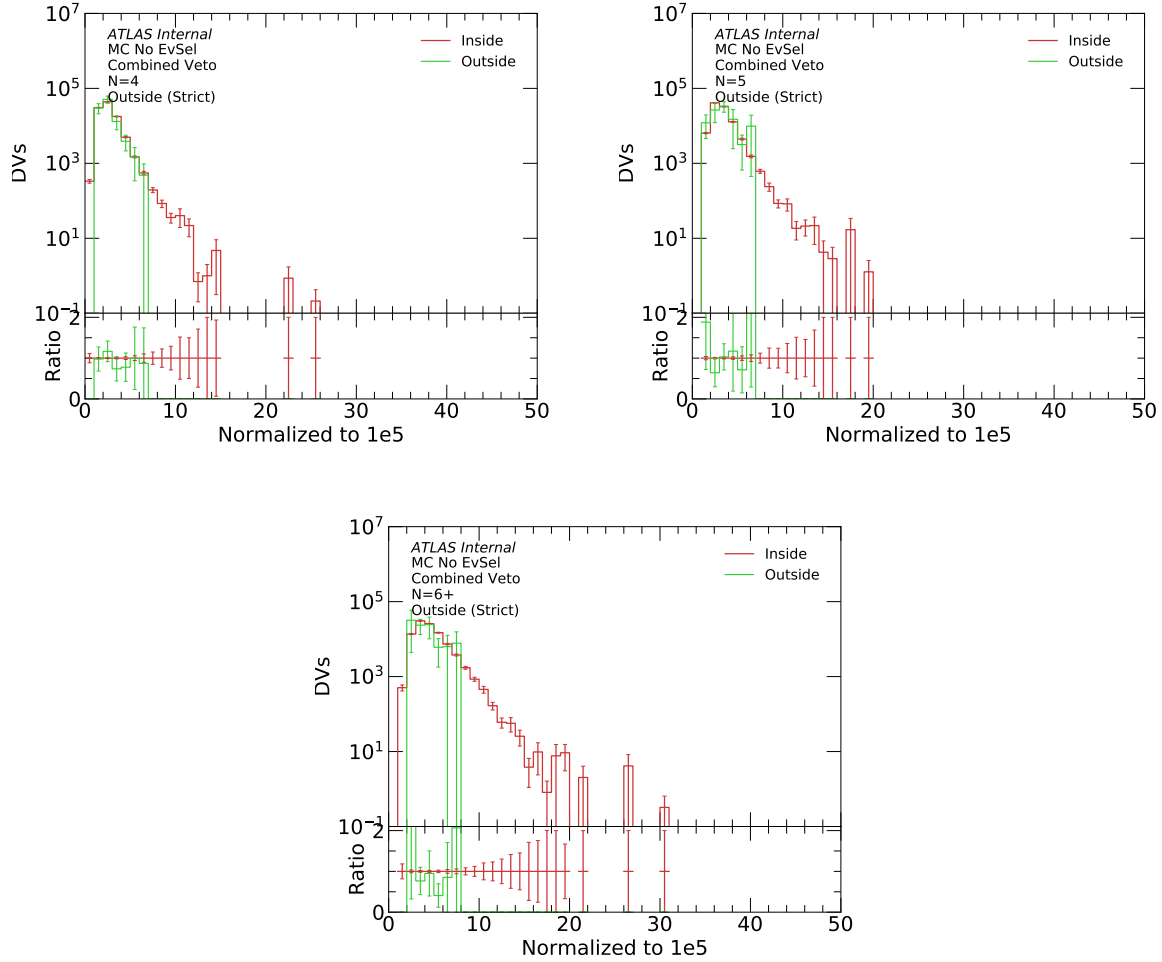 10^7
10^5
10^3
10^1
10^-1
DVs
ATLAS Internal
MC No EvSel
Combined Veto
N=4
Outside (Strict)
Inside
Outside
2
0
Ratio
0 10 20 30 40 50
Normalized to 1e5
10^7
10^5
10^3
10^1
10^-1
DVs
ATLAS Internal
MC No EvSel
Combined Veto
N=5
Outside (Strict)
Inside
Outside
2
0
Ratio
0 10 20 30 40 50
Normalized to 1e5
10^7
10^5
10^3
10^1
10^-1
DVs
ATLAS Internal
MC No EvSel
Combined Veto
N=6+
Outside (Strict)
Inside
Outside
2
0
Ratio
0 10 20 30 40 50
Normalized to 1e5